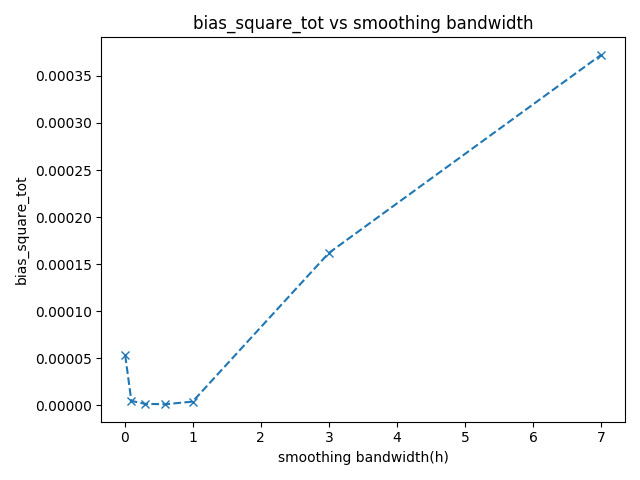 bias_square_tot vs smoothing bandwidth
0.00035
0.00030
0.00025
0.00020
0.00015
0.00010
0.00005
0.00000
bias_square_tot
0 1 2 3 4 5 6 7
smoothing bandwidth(h)